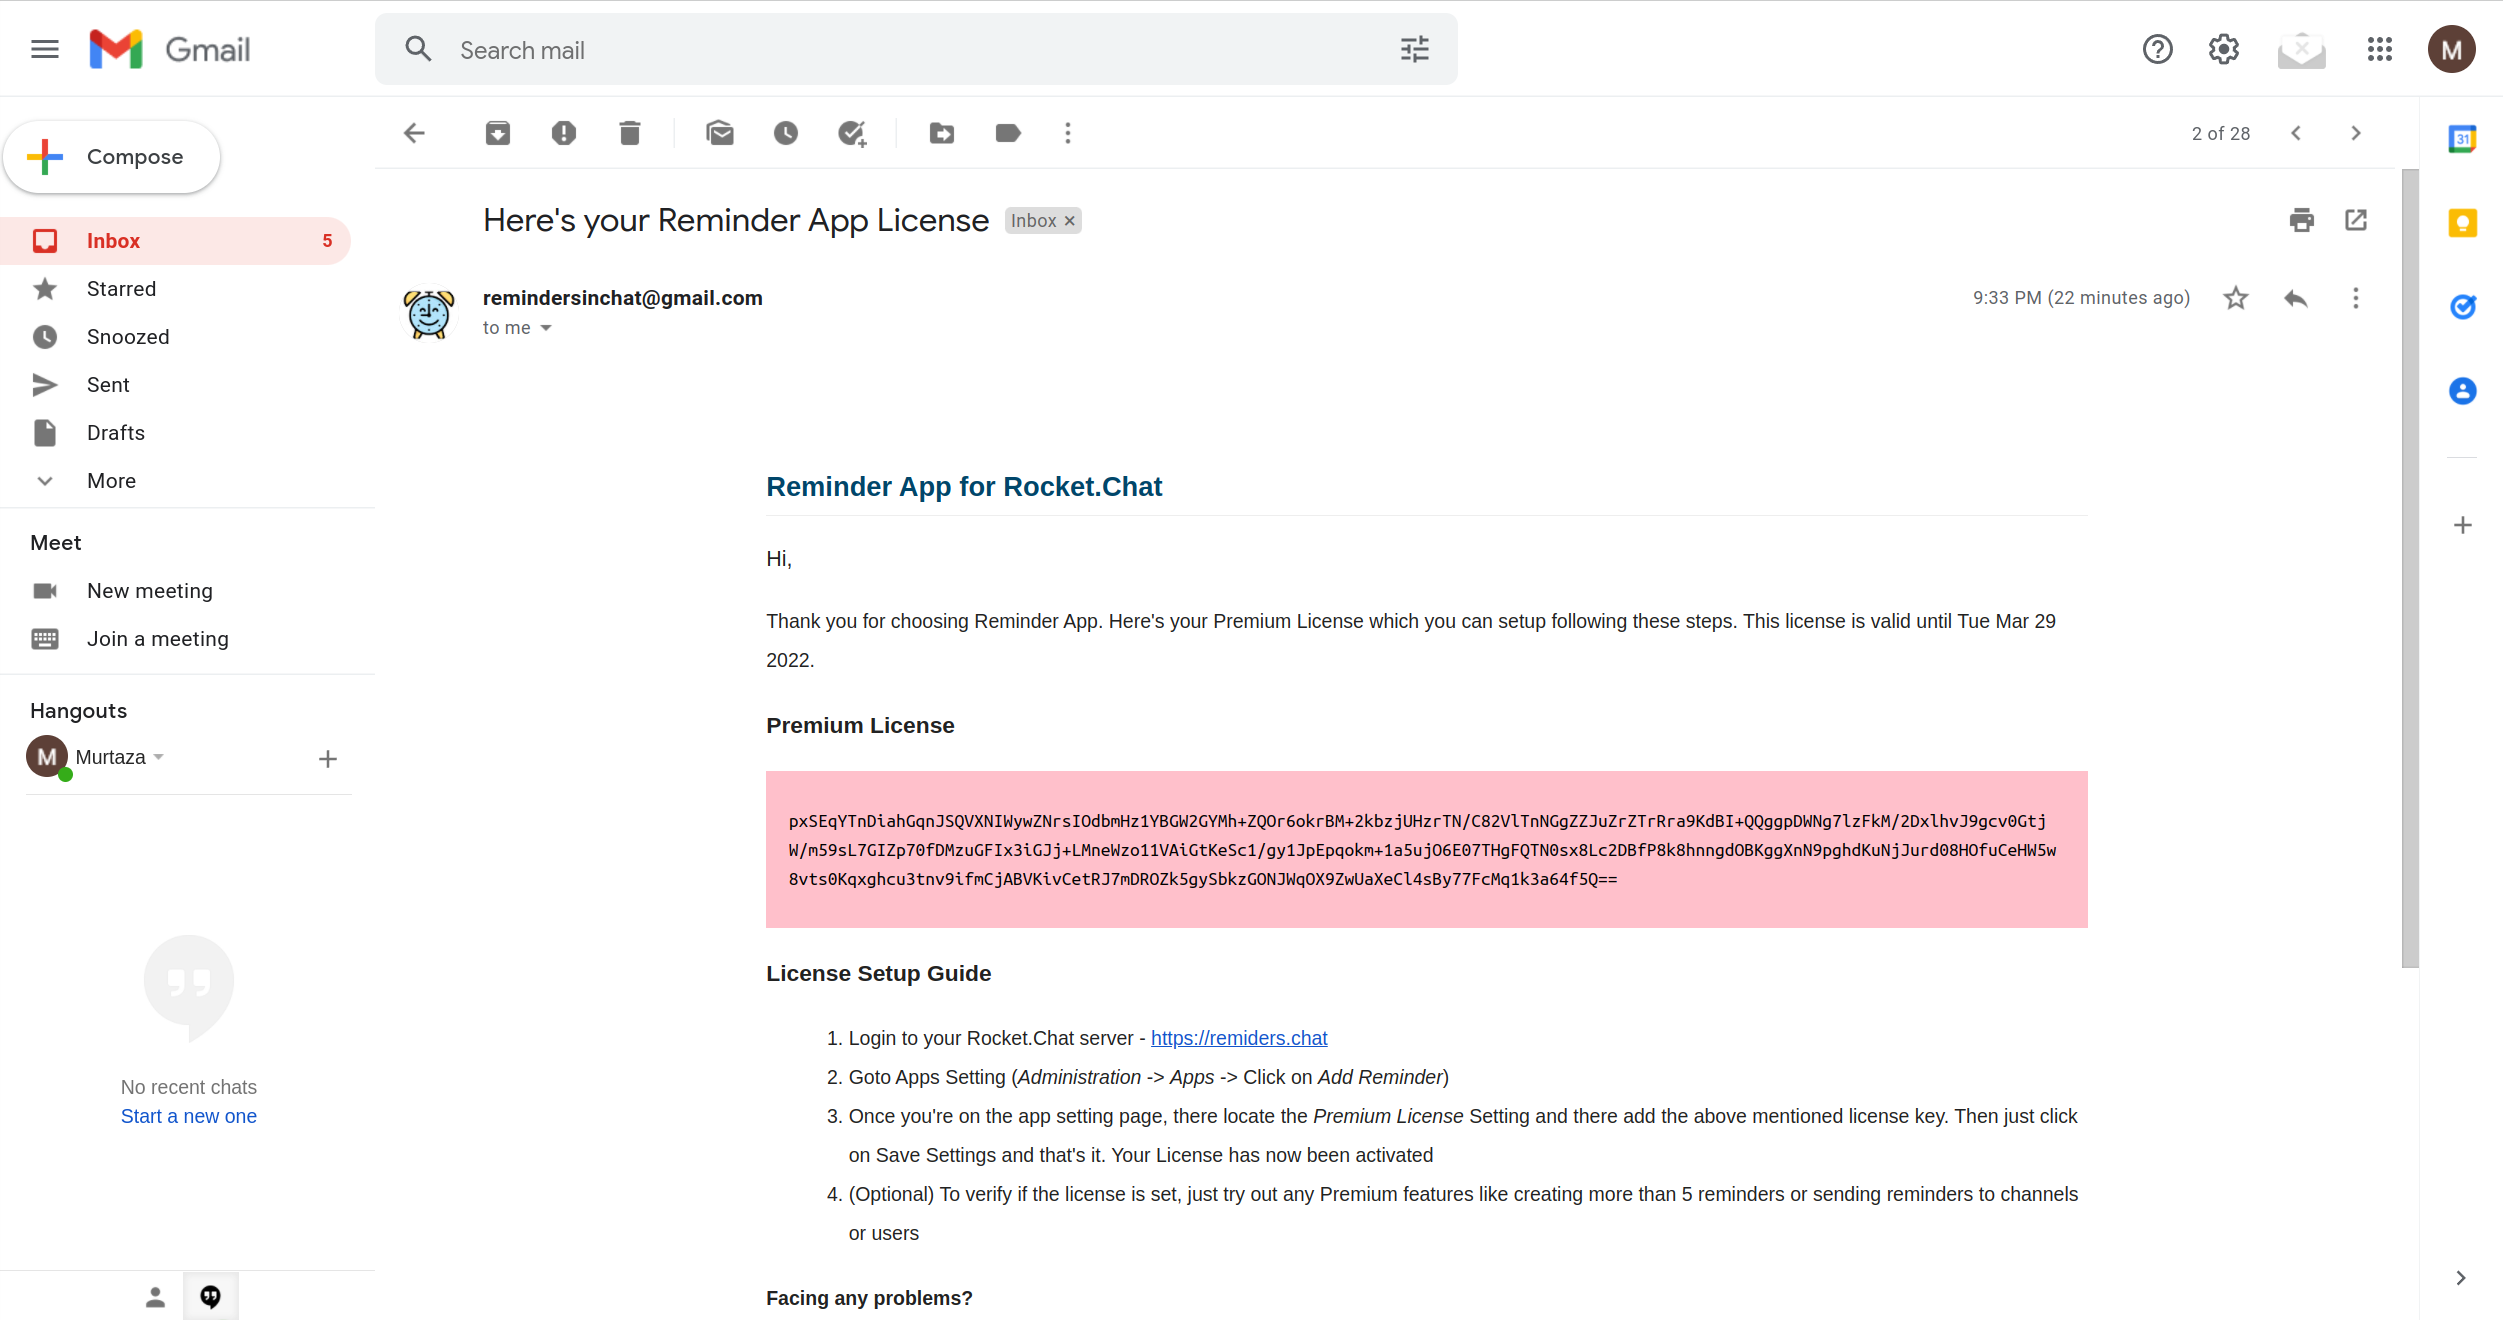 Gmail
Search mail
M
Compose
2 of 28
31
Inbox 5
Starred
Snoozed
Sent
Drafts
More
Meet
New meeting
Join a meeting
Hangouts
M Murtaza
No recent chats
Start a new one
Here's your Reminder App License Inbox ×
remindersinchat@gmail.com
9:33 PM (22 minutes ago)
to me
Reminder App for Rocket.Chat
Hi,
Thank you for choosing Reminder App. Here's your Premium License which you can setup following these steps. This license is valid until Tue Mar 29
2022.
Premium License
pxSEqYTnDiahGqnJSQVXNIWywZNrsIOdbmHz1YBGW2GYMh+ZQOr6okrBM+2kbzjUHzrTN/C82VlTnNGgZZJuZrZTrRra9KdBI+QQggpDWNg7lzFkM/2DxlhvJ9gcv0Gtj
W/m59sL7GIZp70fDMzuGFIx3iGJj+LMneWzo11VAiGtKeSc1/gy1JpEpqokm+1a5ujO6E07THgFQTN0sx8Lc2DBfP8k8hnngdOBKggXnN9pghdKuNjJurd08HOfuCeHW5w
8vts0Kqxghcu3tnv9ifmCjABVKivCetRJ7mDROZk5gySbkzGONJWqOX9ZwUaXeCl4sBy77FcMq1k3a64f5Q==
License Setup Guide
1. Login to your Rocket.Chat server - https://remiders.chat
2. Goto Apps Setting (Administration -> Apps -> Click on Add Reminder)
3. Once you're on the app setting page, there locate the Premium License Setting and there add the above mentioned license key. Then just click
on Save Settings and that's it. Your License has now been activated
4. (Optional) To verify if the license is set, just try out any Premium features like creating more than 5 reminders or sending reminders to channels
or users
Facing any problems?